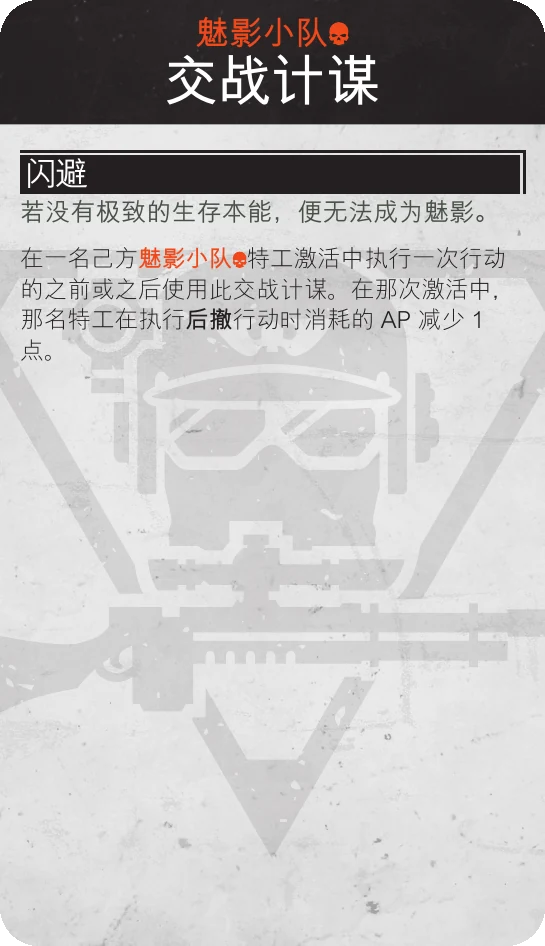 魅影小队
交战计谋
闪避
若没有极致的生存本能，便无法成为魅影。
在一名己方魅影小队特工激活中执行一次行动
的之前或之后使用此交战计谋。在那次激活中，
那名特工在执行后撤行动时消耗的 AP 减少 1
点。